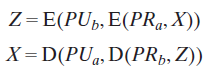 Z = E(PU_b, E(PR_a, X))
X = D(PU_a, D(PR_b, Z))